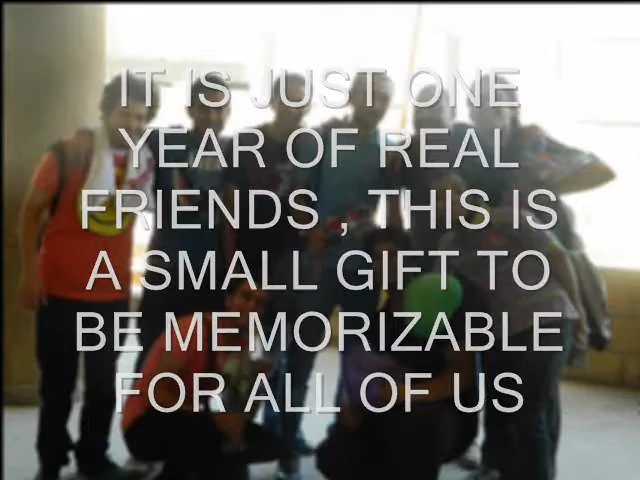 IT IS JUST ONE
YEAR OF REAL
FRIENDS , THIS IS
A SMALL GIFT TO
BE MEMORIZABLE
FOR ALL OF US